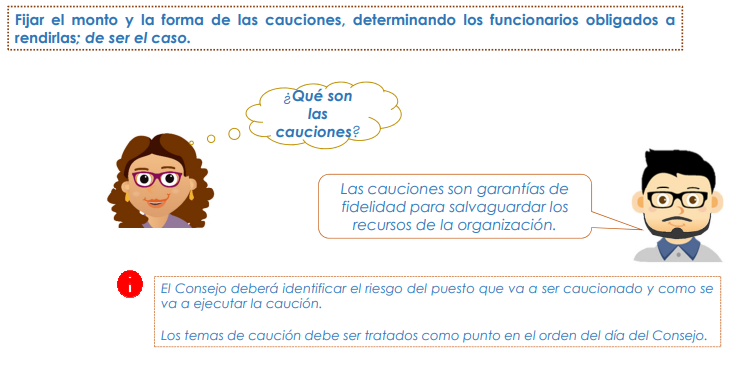 Fijar el monto y la forma de las cauciones, determinando los funcionarios obligados a
rendirlas; de ser el caso.
¿Qué son
las
cauciones?
Las cauciones son garantías de
fidelidad para salvaguardar los
recursos de la organización.
i
El Consejo deberá identificar el riesgo del puesto que va a ser caucionado y como se
va a ejecutar la caución.
Los temas de caución debe ser tratados como punto en el orden del día del Consejo.